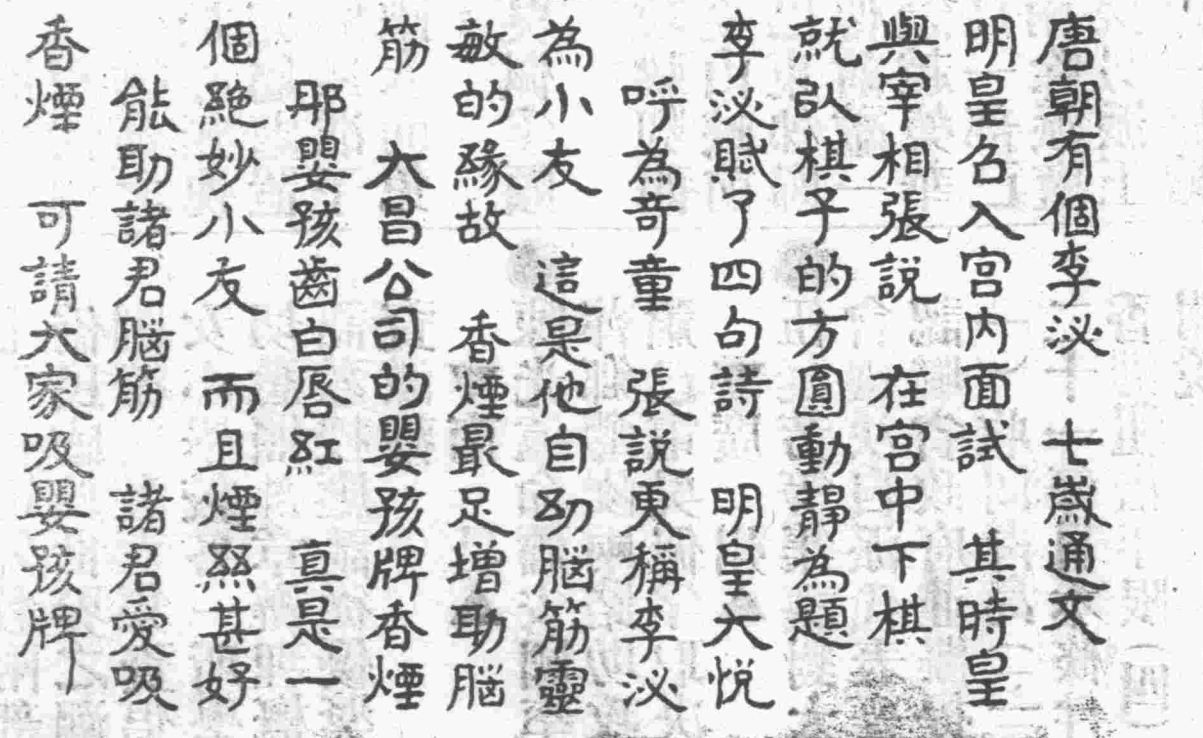 唐朝有個李泌　七歲通文
明皇召入宮內面試　其時皇
與宰相張說　在宮中下棋
就以棋子的方圓動靜為題
李泌賦了四句詩　明皇大悅
呼為奇童　張說更稱李泌
為小友　這是他自幼腦筋靈
敏的緣故　香煙最足增助腦
筋　大昌公司的嬰孩牌香煙
那嬰孩齒白唇紅　真是一
個絕妙小友　而且煙絲甚好
能助諸君腦筋　諸君愛吸
香煙　可請大家吸嬰孩牌